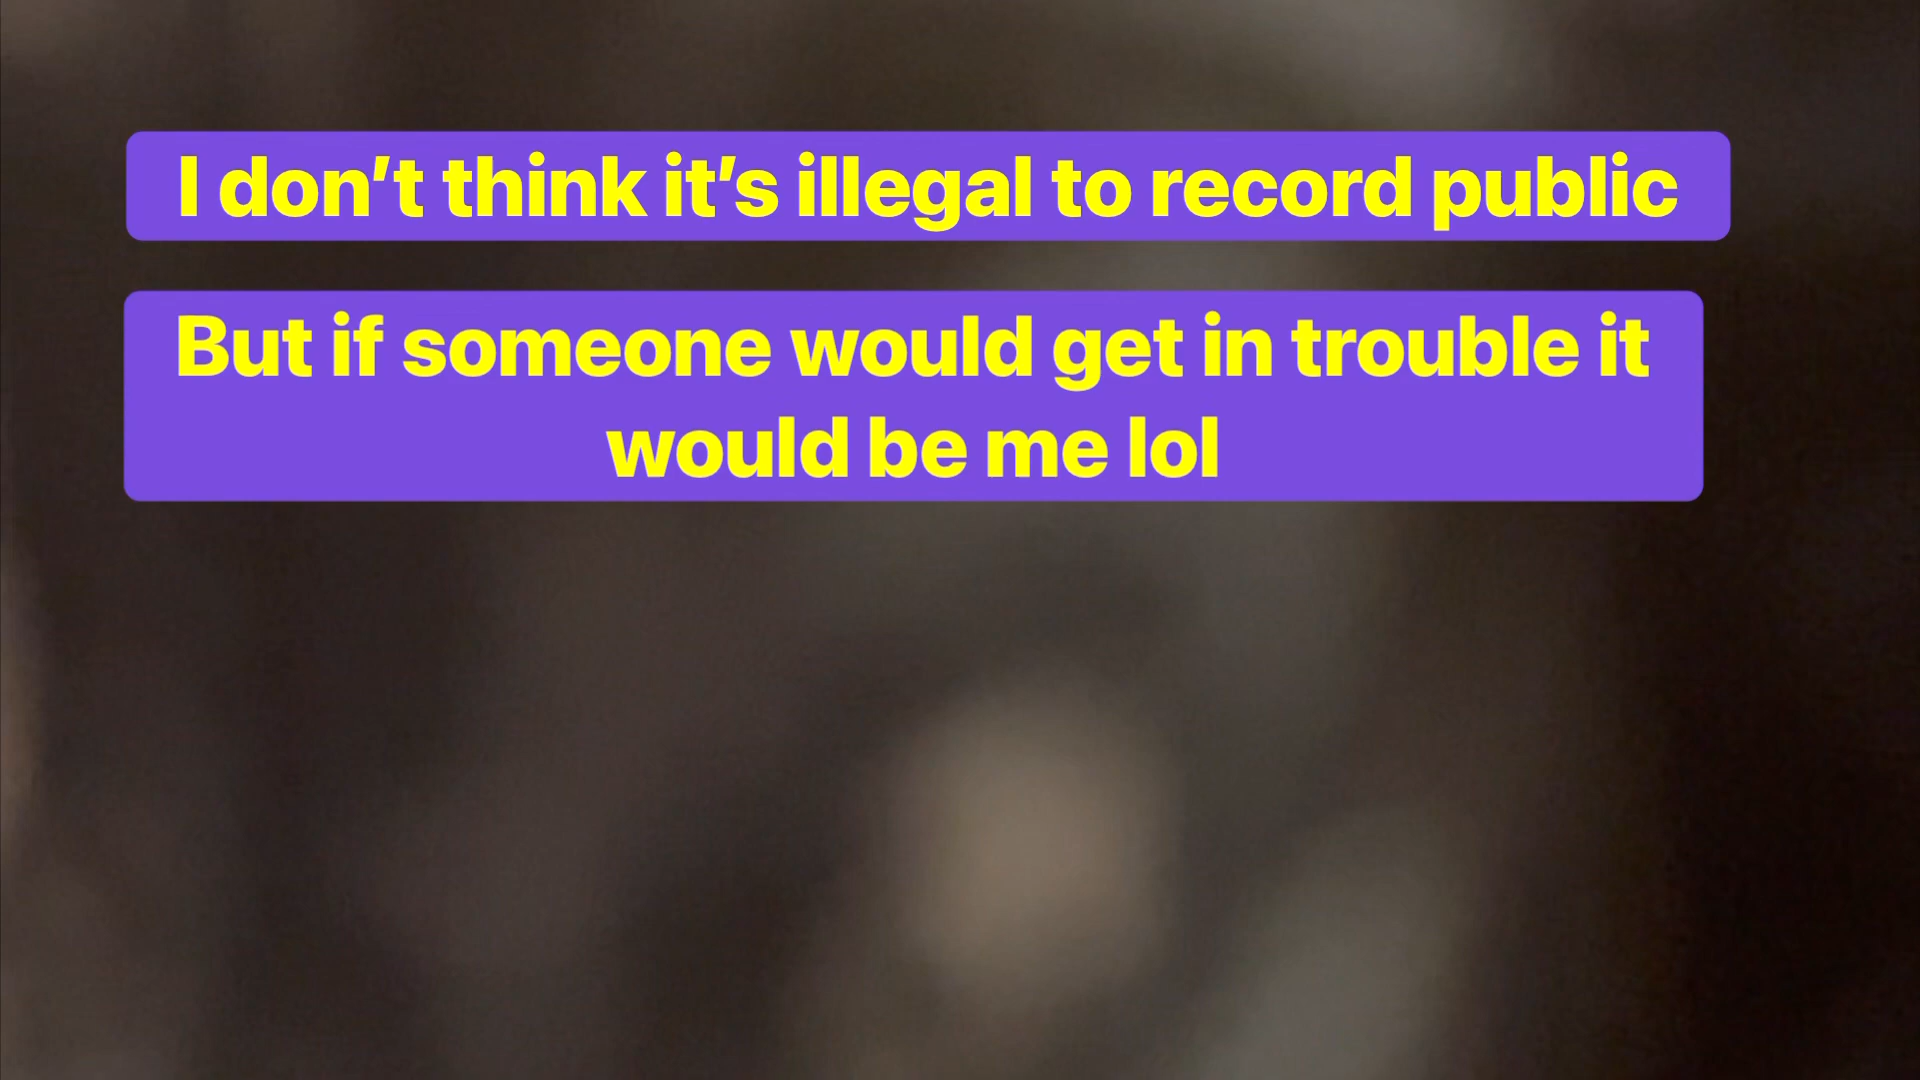 I don’t think it’s illegal to record public
But if someone would get in trouble it
would be me lol